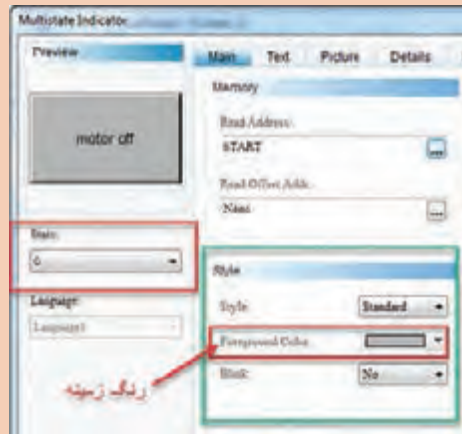 Multistate Indicator
Preview
motor off
State
0
Language
Language1
Main Text Picture Details
Memory
Read Address
START
...
Read Offset Addr.
None
...
Style
Style Standard
Foreground Color
Blink No
رنگ زمینه